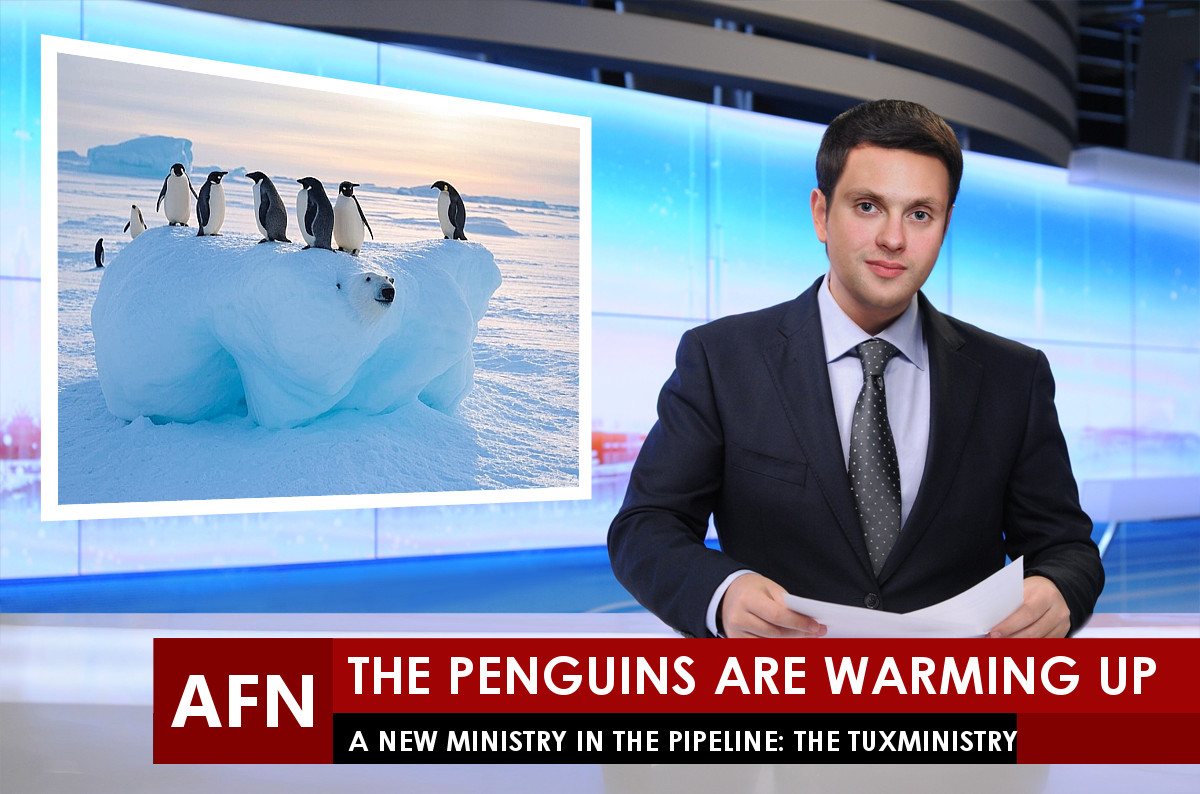 AFN
THE PENGUINS ARE WARMING UP
A NEW MINISTRY IN THE PIPELINE: THE TUXMINISTRY